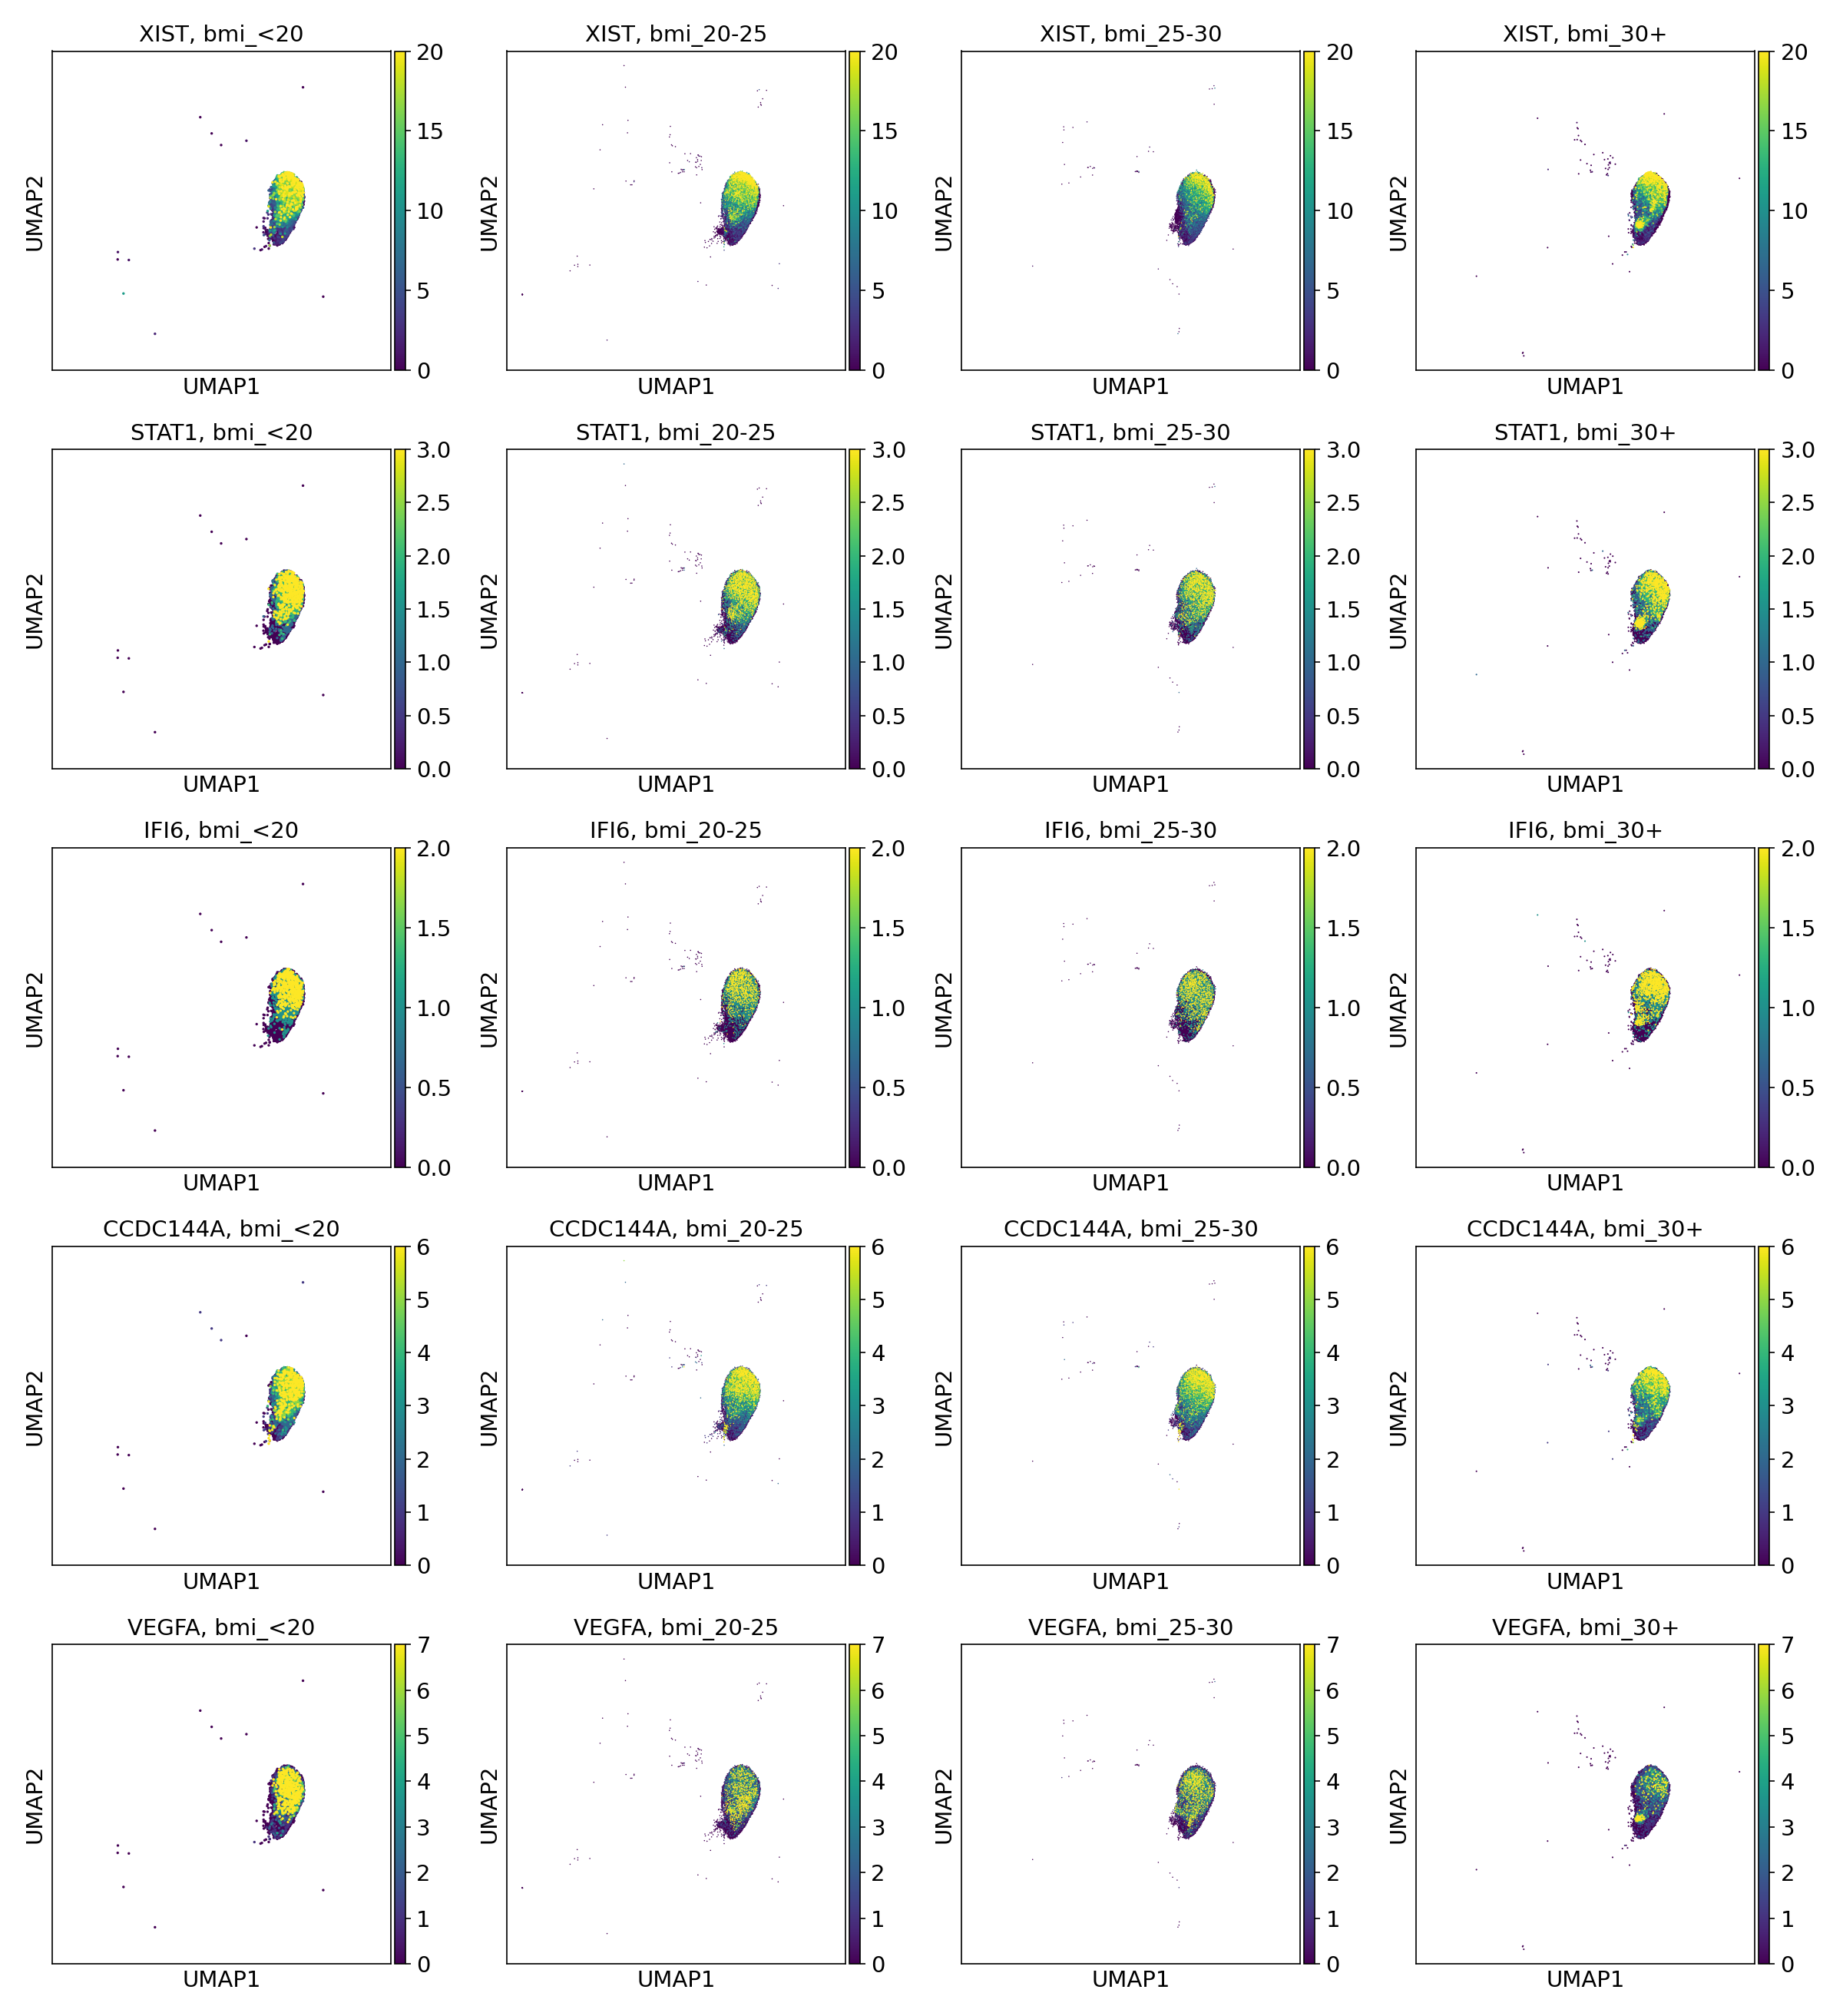 XIST, bmi_<20 XIST, bmi_20-25 XIST, bmi_25-30 XIST, bmi_30+
20 20 20 20
15 15 15 15
UMAP2 UMAP2 UMAP2 UMAP2
10 10 10 10
5 5 5 5
0 0 0 0
UMAP1 UMAP1 UMAP1 UMAP1
STAT1, bmi_<20 STAT1, bmi_20-25 STAT1, bmi_25-30 STAT1, bmi_30+
3.0 3.0 3.0 3.0
2.5 2.5 2.5 2.5
2.0 2.0 2.0 2.0
UMAP2 UMAP2 UMAP2 UMAP2
1.5 1.5 1.5 1.5
1.0 1.0 1.0 1.0
0.5 0.5 0.5 0.5
0.0 0.0 0.0 0.0
UMAP1 UMAP1 UMAP1 UMAP1
IFI6, bmi_<20 IFI6, bmi_20-25 IFI6, bmi_25-30 IFI6, bmi_30+
2.0 2.0 2.0 2.0
1.5 1.5 1.5 1.5
UMAP2 UMAP2 UMAP2 UMAP2
1.0 1.0 1.0 1.0
0.5 0.5 0.5 0.5
0.0 0.0 0.0 0.0
UMAP1 UMAP1 UMAP1 UMAP1
CCDC144A, bmi_<20 CCDC144A, bmi_20-25 CCDC144A, bmi_25-30 CCDC144A, bmi_30+
6 6 6 6
5 5 5 5
4 4 4 4
UMAP2 UMAP2 UMAP2 UMAP2
3 3 3 3
2 2 2 2
1 1 1 1
0 0 0 0
UMAP1 UMAP1 UMAP1 UMAP1
VEGFA, bmi_<20 VEGFA, bmi_20-25 VEGFA, bmi_25-30 VEGFA, bmi_30+
7 7 7 7
6 6 6 6
5 5 5 5
4 4 4 4
UMAP2 UMAP2 UMAP2 UMAP2
3 3 3 3
2 2 2 2
1 1 1 1
0 0 0 0
UMAP1 UMAP1 UMAP1 UMAP1